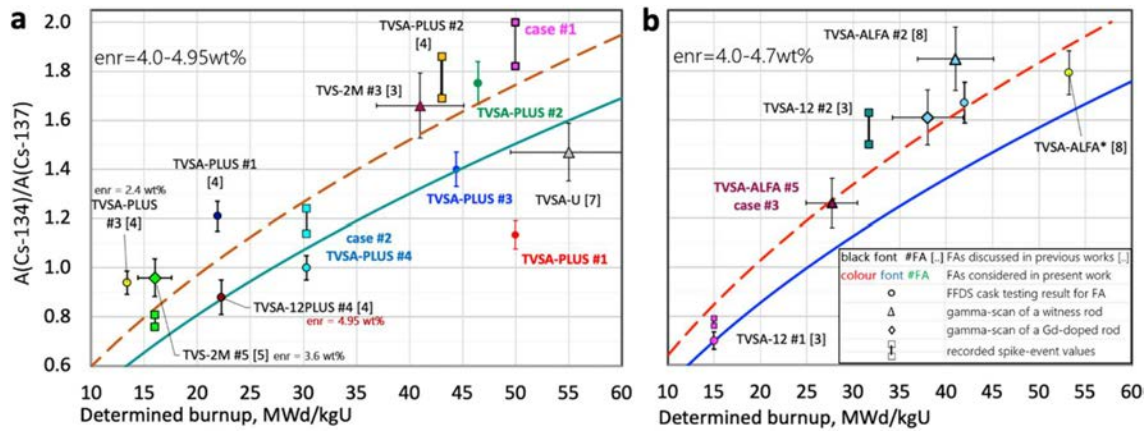 a
enr=4.0-4.95wt%
TVSA-PLUS #2
[4]
case #1
TVS-2M #3 [3]
TVSA-PLUS #2
TVSA-PLUS #1
[4]
enr = 2.4 wt%
TVSA-PLUS
#3 [4]
TVSA-PLUS #3
TVSA-U [7]
case #2
TVSA-PLUS #4
TVSA-PLUS #1
TVSA-12PLUS #4 [4]
enr = 4.95 wt%
TVS-2M #5 [5] enr = 3.6 wt%
A(Cs-134)/A(Cs-137)
2.0
1.8
1.6
1.4
1.2
1.0
0.8
0.6
10 15 20 25 30 35 40 45 50 55 60
Determined burnup, MWd/kgU
b
enr=4.0-4.7wt%
TVSA-ALFA #2 [8]
TVSA-12 #2 [3]
TVSA-ALFA* [8]
TVSA-ALFA #5
case #3
TVSA-12 #1 [3]
black font #FA [..] FAs discussed in previous works [..]
colour font #FA FAs considered in present work
FFDS cask testing result for FA
gamma-scan of a witness rod
gamma-scan of a Gd-doped rod
recorded spike-event values
10 15 20 25 30 35 40 45 50 55 60
Determined burnup, MWd/kgU